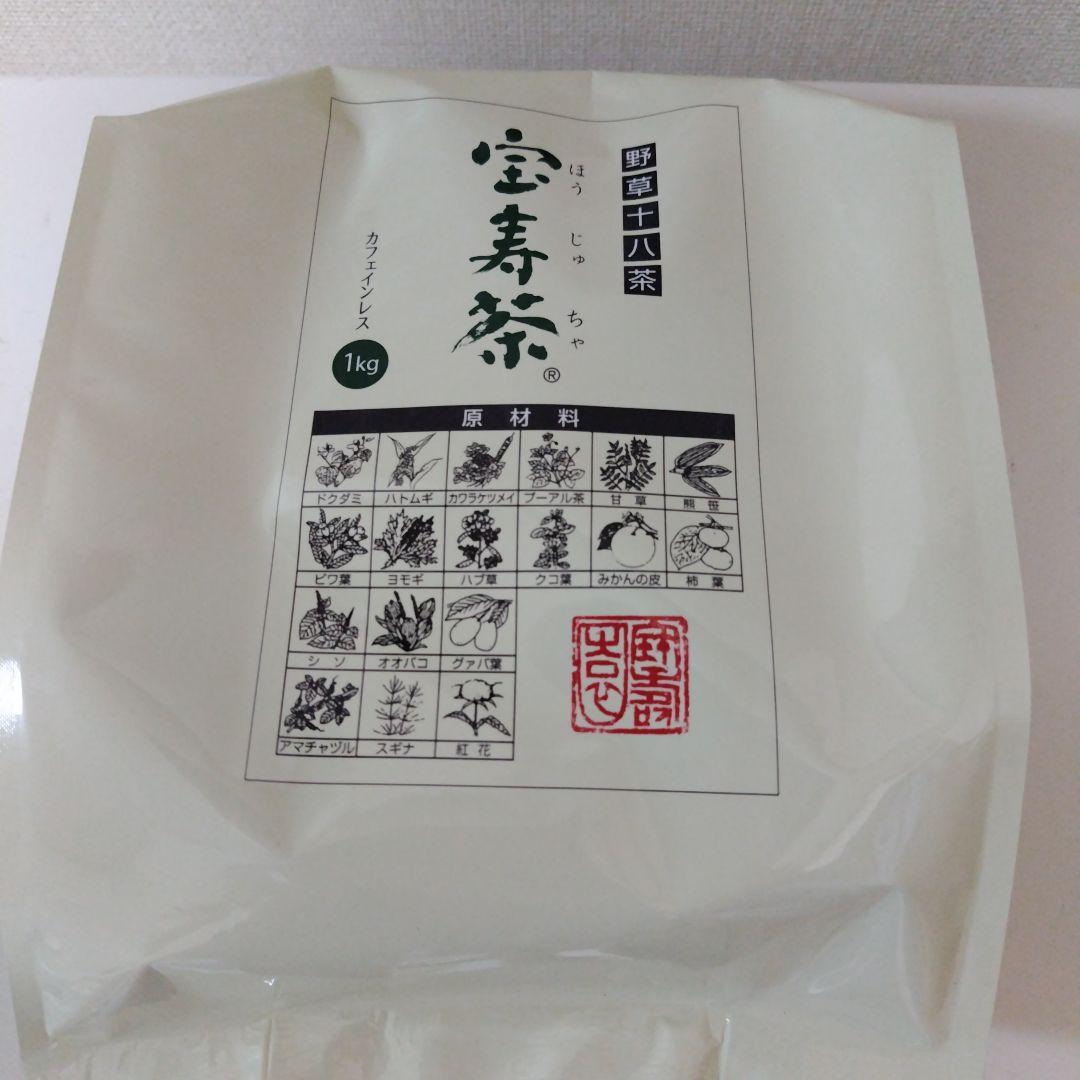 野草十八茶
宝寿茶®
ほうじゅちゃ
カフェインレス
1kg
原材料
ドクダミ ハトムギ カワラケツメイ プーアル茶 甘草 熊笹
ビワ葉 ヨモギ ハブ草 クコ葉 みかんの皮 柿葉
シソ オオバコ グァバ葉
アマチャヅル スギナ 紅花